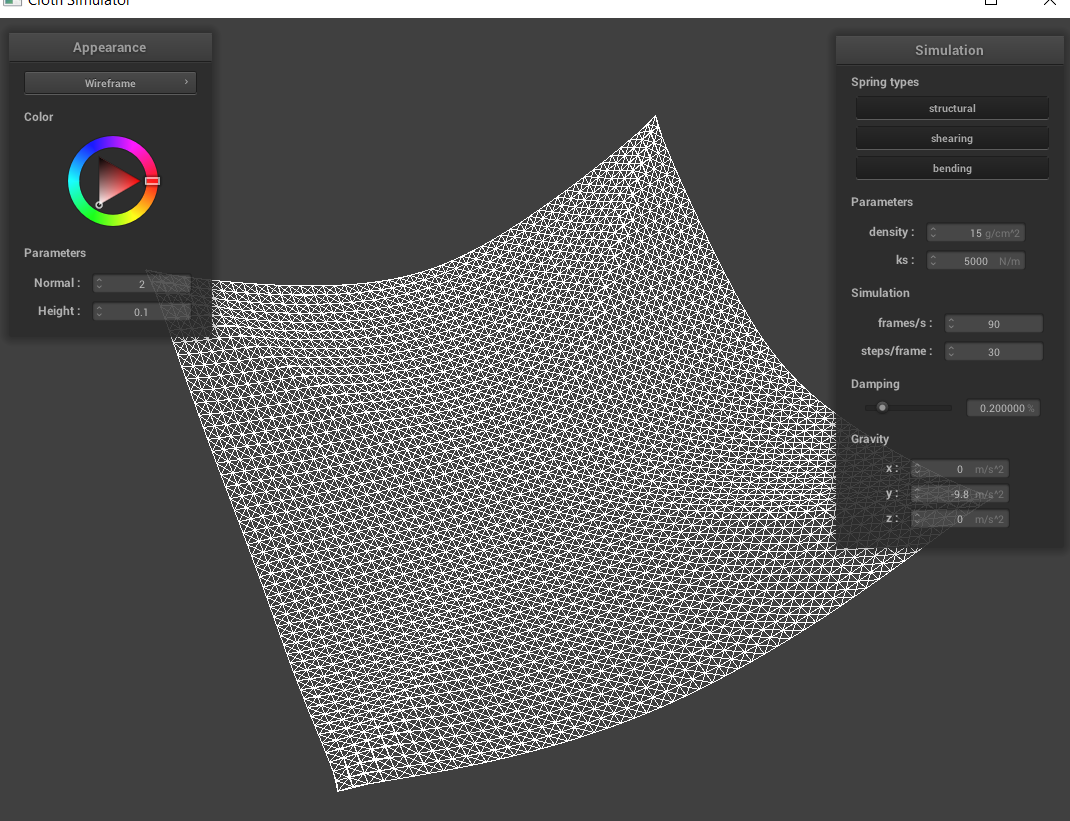 Cloth Simulator
Appearance
Wireframe
Color
Parameters
Normal : 2
Height : 0.1
Simulation
Spring types
structural
shearing
bending
Parameters
density : 15 g/cm^2
ks : 5000 N/m
Simulation
frames/s : 90
steps/frame : 30
Damping
0.200000 %
Gravity
x : 0 m/s^2
y : -9.8 m/s^2
z : 0 m/s^2